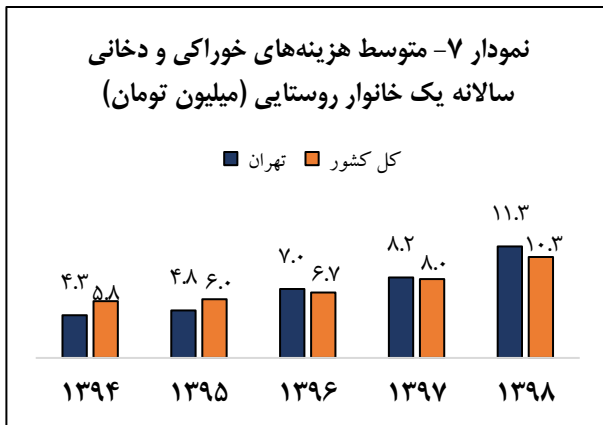 نمودار ۷- متوسط هزینه‌های خوراکی و دخانی
سالانه یک خانوار روستایی (میلیون تومان)
تهران کل کشور
۴.۳ ۵.۸ ۴.۸ ۶.۰ ۷.۰ ۶.۷ ۸.۲ ۸.۰ ۱۱.۳ ۱۰.۳
۱۳۹۴ ۱۳۹۵ ۱۳۹۶ ۱۳۹۷ ۱۳۹۸